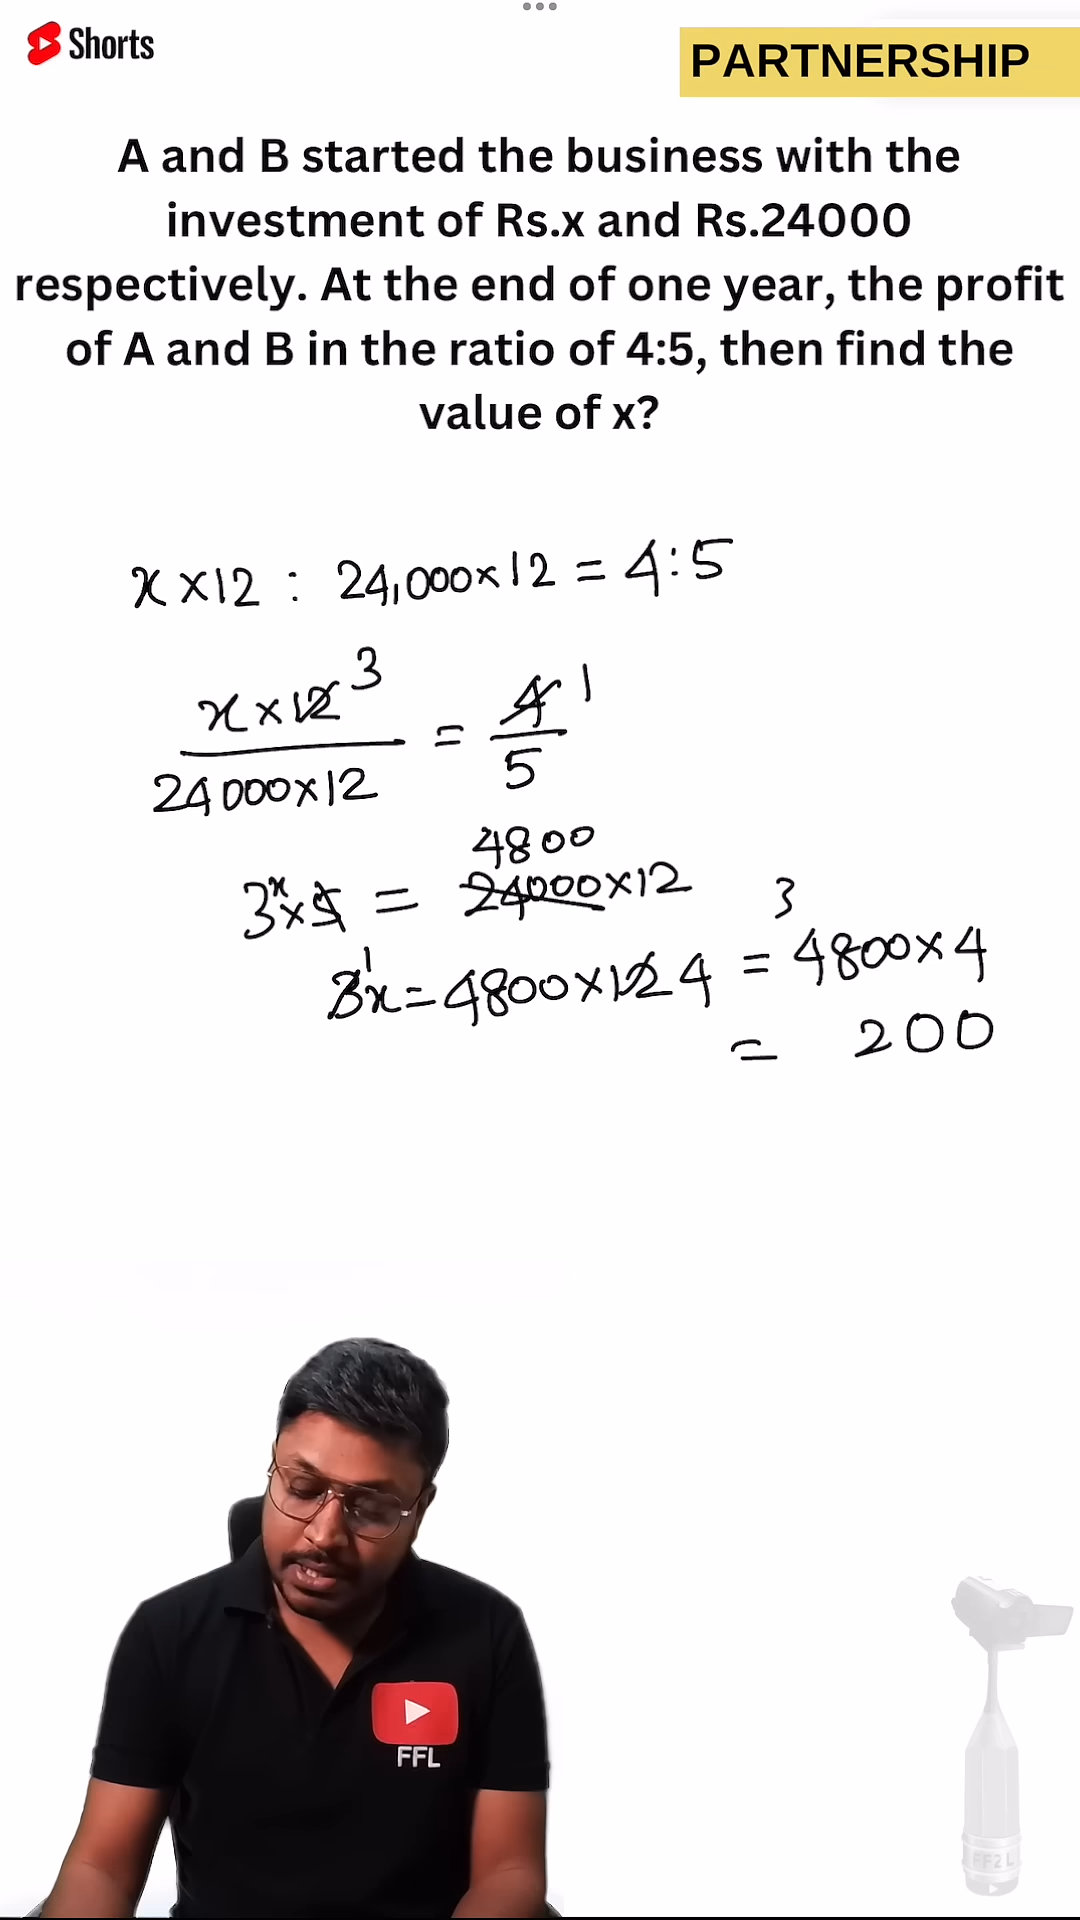 Shorts
PARTNERSHIP
A and B started the business with the
investment of Rs.x and Rs.24000
respectively. At the end of one year, the profit
of A and B in the ratio of 4:5, then find the
value of x?
x×12 : 24,000×12 = 4:5
x×12 3 / 24000×12 = 4 1 / 5
4800
3x×5 = 24000×12
3
1
3x=4800×12 4 = 4800×4
= 200
FFL
FF2L